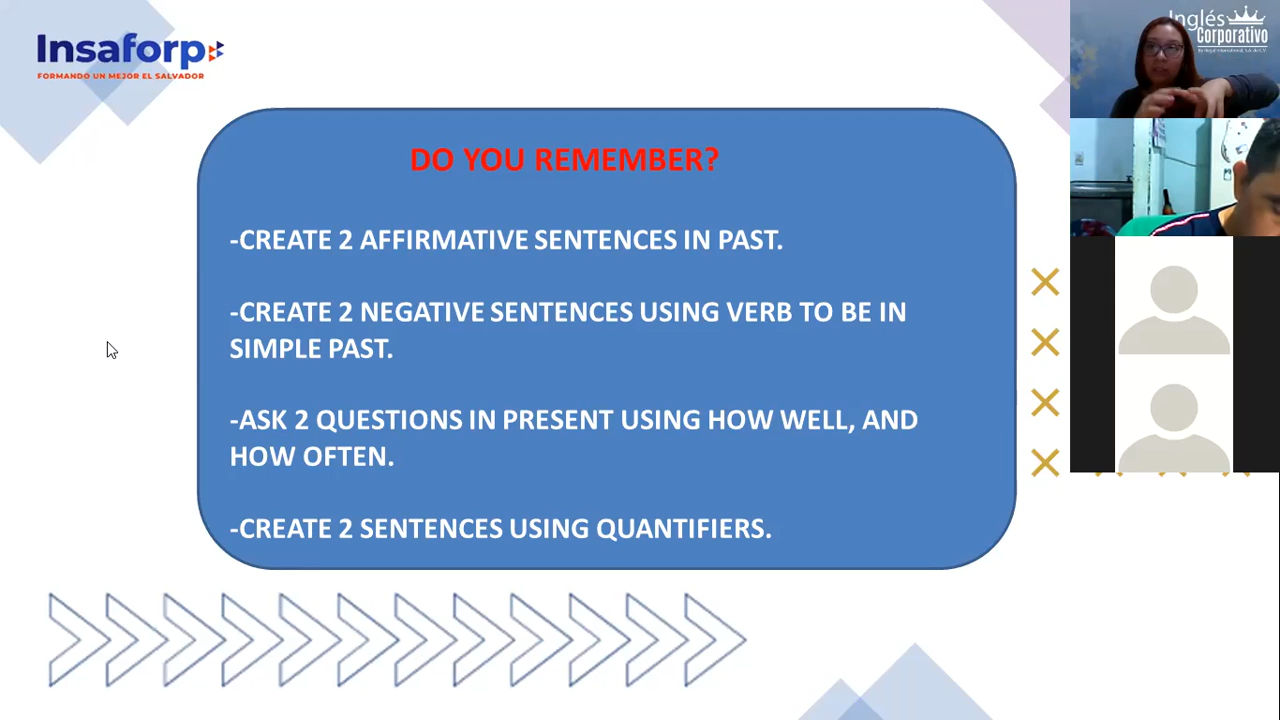 Insaforp
FORMANDO UN MEJOR EL SALVADOR
Inglés
Corporativo
DO YOU REMEMBER?
-CREATE 2 AFFIRMATIVE SENTENCES IN PAST.
-CREATE 2 NEGATIVE SENTENCES USING VERB TO BE IN
SIMPLE PAST.
-ASK 2 QUESTIONS IN PRESENT USING HOW WELL, AND
HOW OFTEN.
-CREATE 2 SENTENCES USING QUANTIFIERS.